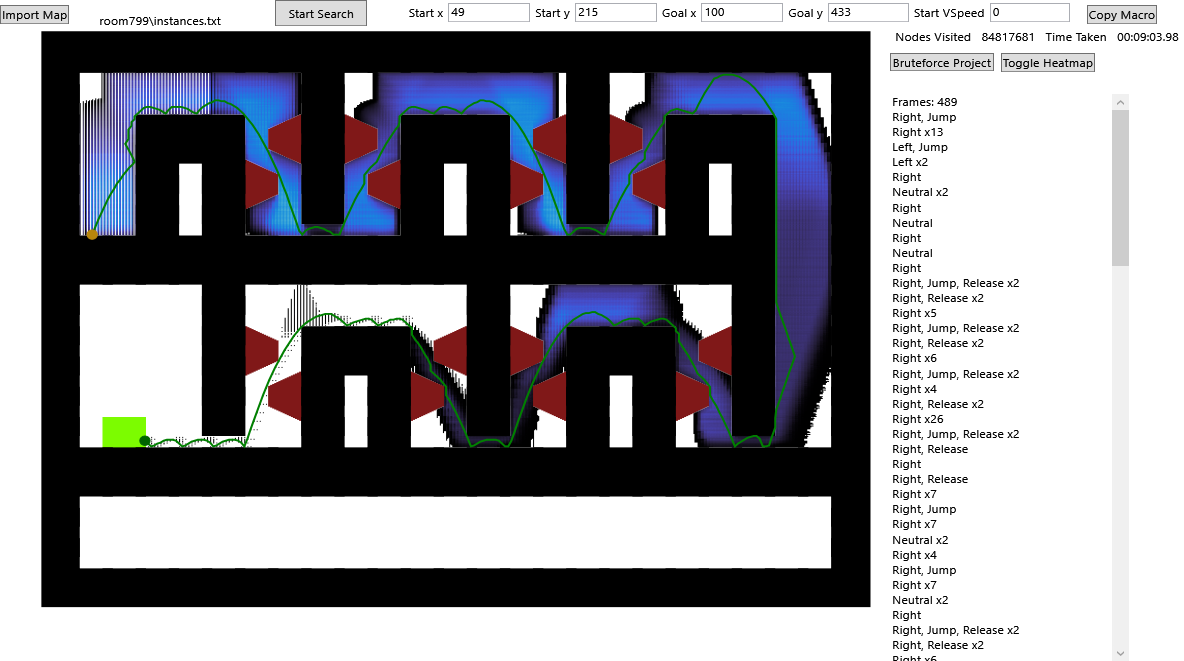 Import Map
room799\instances.txt
Start Search
Start x 49 Start y 215 Goal x 100 Goal y 433 Start VSpeed 0
Copy Macro
Nodes Visited 84817681 Time Taken 00:09:03.98
Bruteforce Project Toggle Heatmap
Frames: 489
Right, Jump
Right x13
Left, Jump
Left x2
Right
Neutral x2
Right
Neutral
Right
Neutral
Right
Right, Jump, Release x2
Right, Release x2
Right x5
Right, Jump, Release x2
Right, Release x2
Right x6
Right, Jump, Release x2
Right x4
Right, Release x2
Right x26
Right, Jump, Release x2
Right, Release
Right
Right, Release
Right x7
Right, Jump
Right x7
Neutral x2
Right x4
Right, Jump
Right x7
Neutral x2
Right
Right, Jump, Release x2
Right, Release x2
Right x6